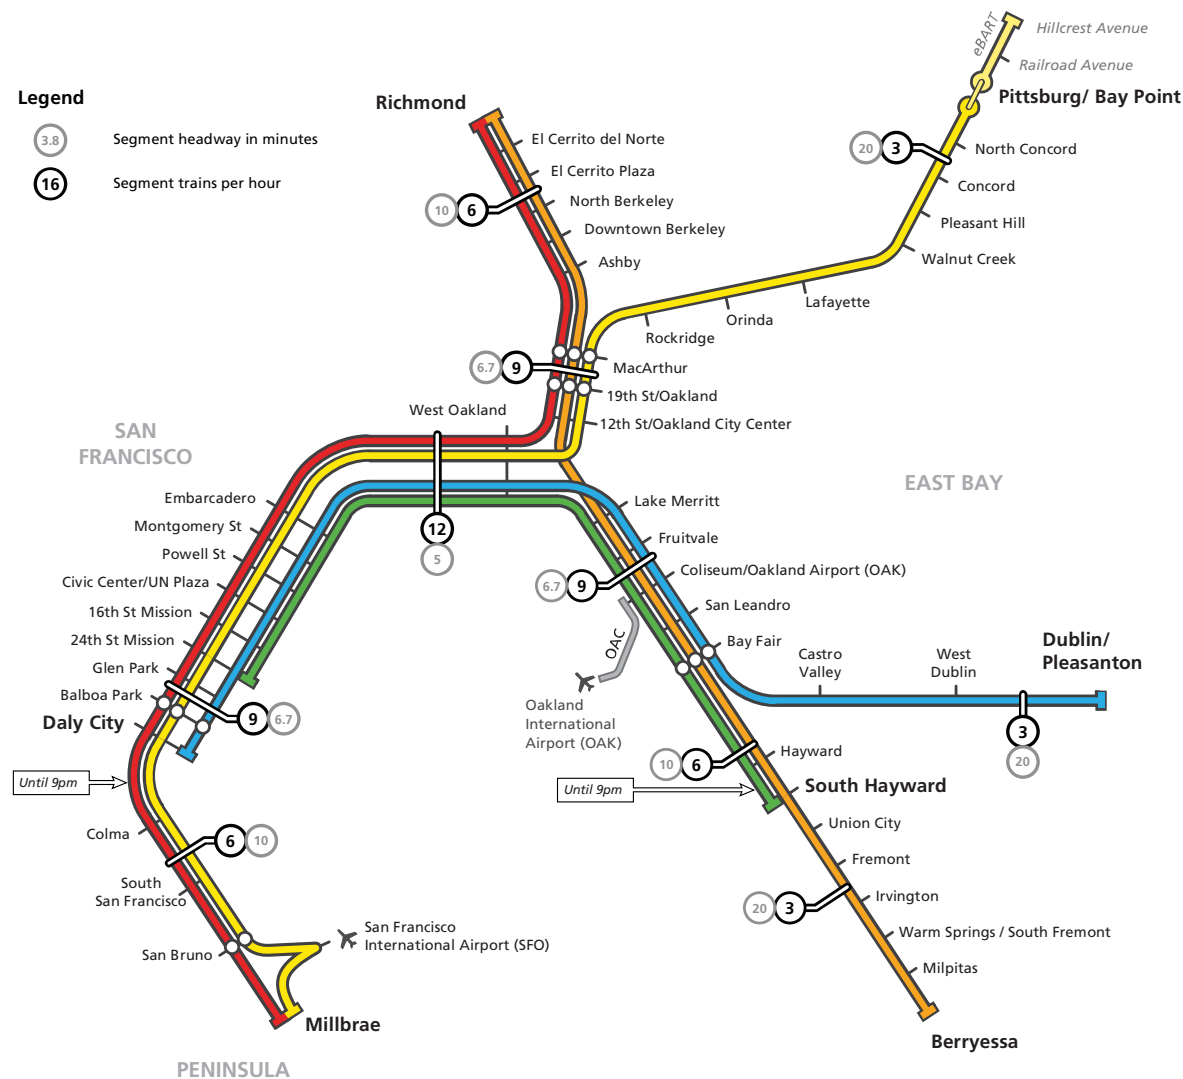 Legend
3.8
Segment headway in minutes
16
Segment trains per hour
Richmond
El Cerrito del Norte
El Cerrito Plaza
10
6
North Berkeley
Downtown Berkeley
Ashby
eBART
Hillcrest Avenue
Railroad Avenue
Pittsburg/ Bay Point
20
3
North Concord
Concord
Pleasant Hill
Walnut Creek
Lafayette
Orinda
Rockridge
6.7
9
MacArthur
19th St/Oakland
12th St/Oakland City Center
West Oakland
SAN
FRANCISCO
EAST BAY
12
5
Embarcadero
Montgomery St
Powell St
Civic Center/UN Plaza
16th St Mission
24th St Mission
Glen Park
Balboa Park
Daly City
9
6.7
Lake Merritt
Fruitvale
6.7
9
Coliseum/Oakland Airport (OAK)
San Leandro
Bay Fair
OAC
Oakland
International
Airport (OAK)
Castro
Valley
West
Dublin
Dublin/
Pleasanton
3
20
10
6
Hayward
Until 9pm
South Hayward
Union City
Fremont
20
3
Irvington
Warm Springs / South Fremont
Milpitas
Berryessa
Until 9pm
Colma
6
10
South
San Francisco
San Francisco
International Airport (SFO)
San Bruno
Millbrae
PENINSULA